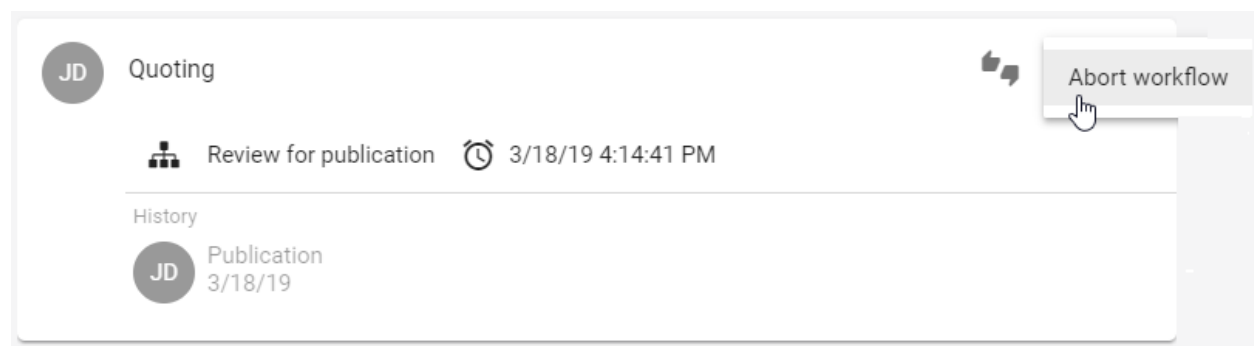 JD
Quoting
Abort workflow
Review for publication 3/18/19 4:14:41 PM
History
JD
Publication
3/18/19